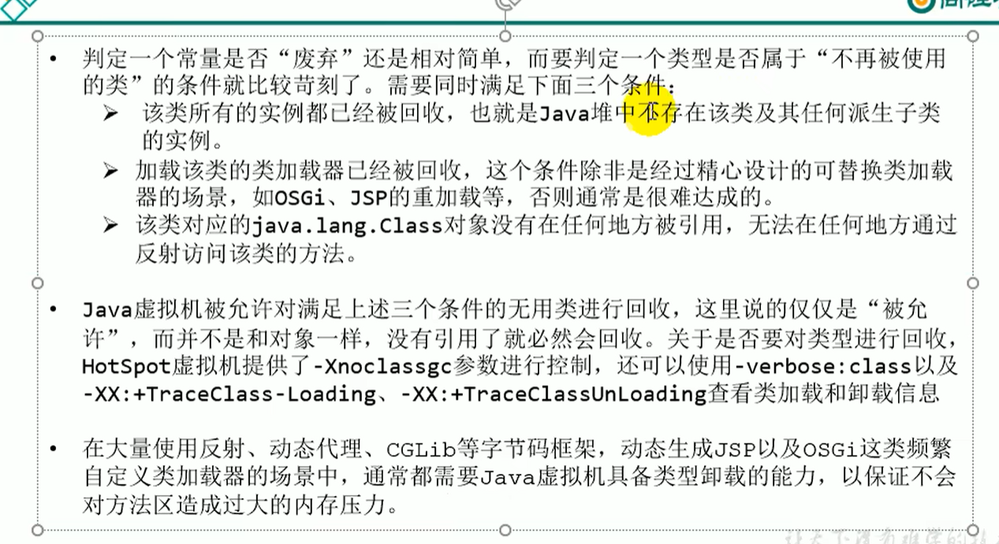 • 判定一个常量是否“废弃”还是相对简单，而要判定一个类型是否属于“不再被使用
的类”的条件就比较苛刻了。需要同时满足下面三个条件：
➢ 该类所有的实例都已经被回收，也就是Java堆中不存在该类及其任何派生子类
的实例。
➢ 加载该类的类加载器已经被回收，这个条件除非是经过精心设计的可替换类加载
器的场景，如OSGi、JSP的重加载等，否则通常是很难达成的。
➢ 该类对应的java.lang.Class对象没有在任何地方被引用，无法在任何地方通过
反射访问该类的方法。
• Java虚拟机被允许对满足上述三个条件的无用类进行回收，这里说的仅仅是“被允
许”，而并不是和对象一样，没有引用了就必然会回收。关于是否要对类型进行回收，
HotSpot虚拟机提供了-Xnoclassgc参数进行控制，还可以使用-verbose:class以及
-XX:+TraceClass-Loading、-XX:+TraceClassUnLoading查看类加载和卸载信息
• 在大量使用反射、动态代理、CGLib等字节码框架，动态生成JSP以及OSGi这类频繁
自定义类加载器的场景中，通常都需要Java虚拟机具备类型卸载的能力，以保证不会
对方法区造成过大的内存压力。